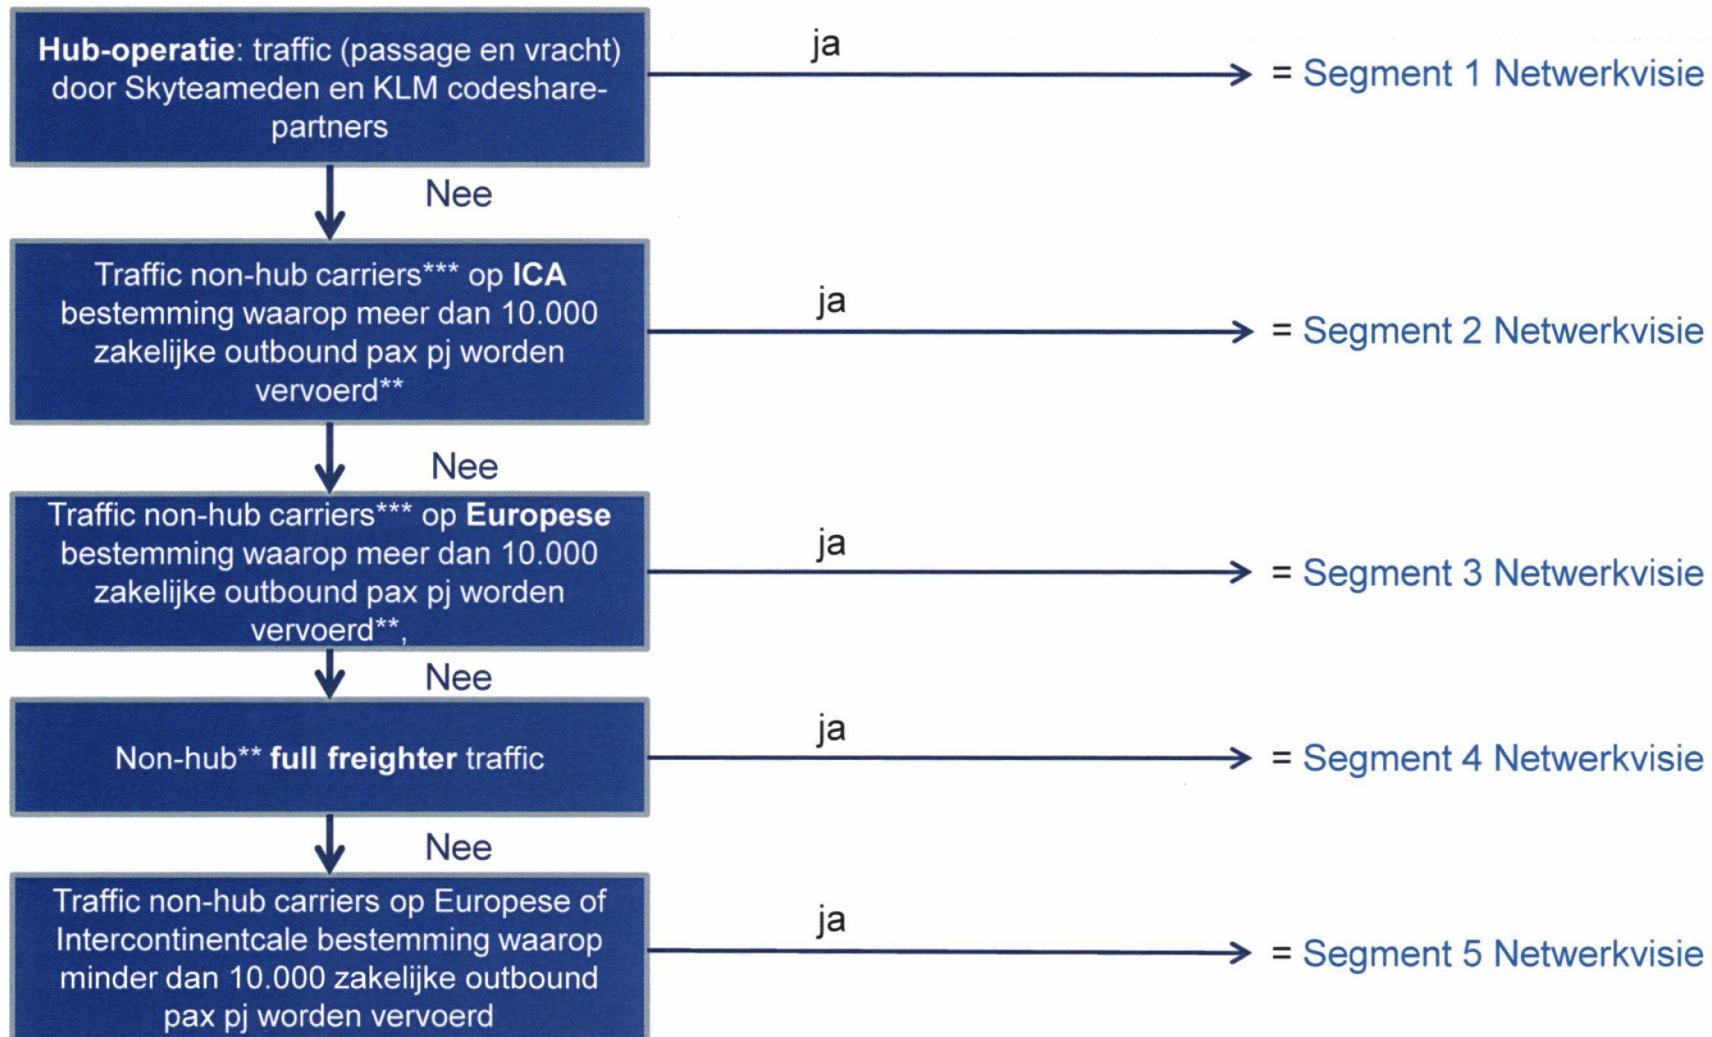 Hub-operatie: traffic (passage en vracht)
door Skyteameden en KLM codeshare-
partners
ja
= Segment 1 Netwerkvisie
Nee
Traffic non-hub carriers*** op ICA
bestemming waarop meer dan 10.000
zakelijke outbound pax pj worden
vervoerd**
ja
= Segment 2 Netwerkvisie
Nee
Traffic non-hub carriers*** op Europese
bestemming waarop meer dan 10.000
zakelijke outbound pax pj worden
vervoerd**,
ja
= Segment 3 Netwerkvisie
Nee
Non-hub** full freighter traffic
ja
= Segment 4 Netwerkvisie
Nee
Traffic non-hub carriers op Europese of
Intercontinentcale bestemming waarop
minder dan 10.000 zakelijke outbound
pax pj worden vervoerd
ja
= Segment 5 Netwerkvisie